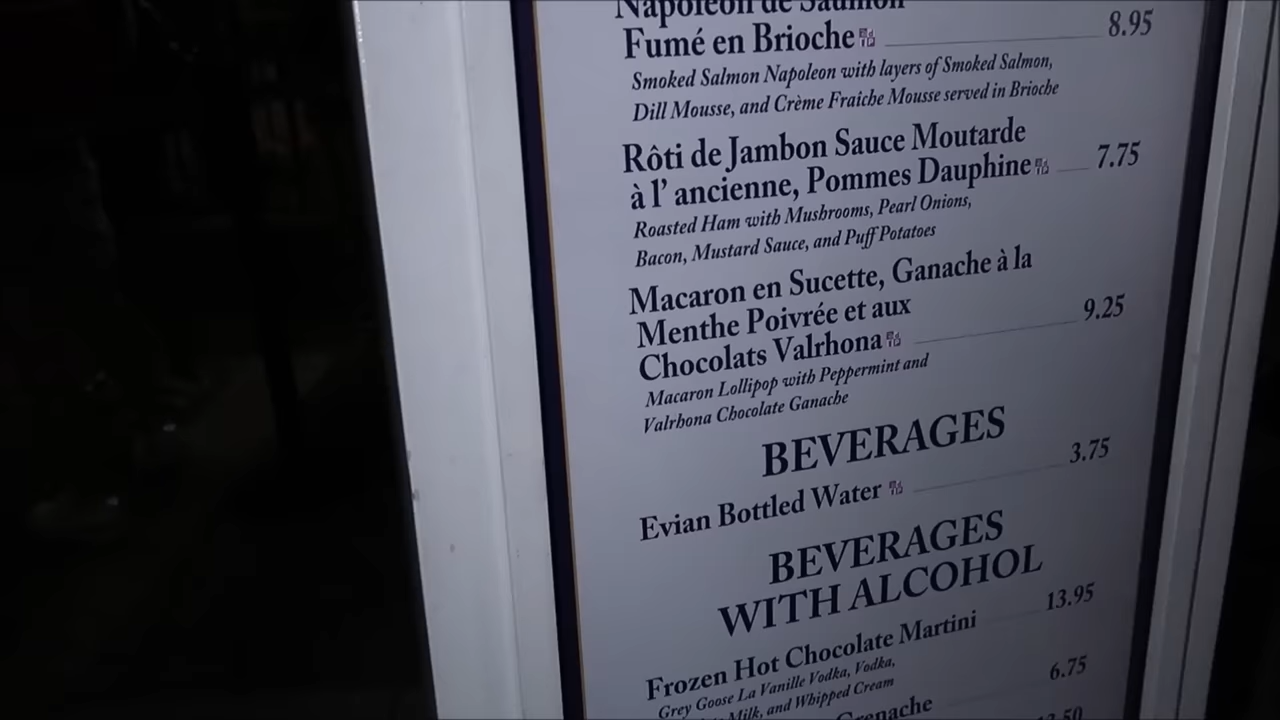 Napoléon de Saumon
Fumé en Brioche 8.95
Smoked Salmon Napoleon with layers of Smoked Salmon,
Dill Mousse, and Crème Fraîche Mousse served in Brioche
Rôti de Jambon Sauce Moutarde
à l' ancienne, Pommes Dauphine 7.75
Roasted Ham with Mushrooms, Pearl Onions,
Bacon, Mustard Sauce, and Puff Potatoes
Macaron en Sucette, Ganache à la
Menthe Poivrée et aux
Chocolats Valrhona 9.25
Macaron Lollipop with Peppermint and
Valrhona Chocolate Ganache
BEVERAGES
Evian Bottled Water 3.75
BEVERAGES
WITH ALCOHOL
Frozen Hot Chocolate Martini 13.95
Grey Goose La Vanille Vodka, Vodka,
Milk, and Whipped Cream
Grenache 6.75